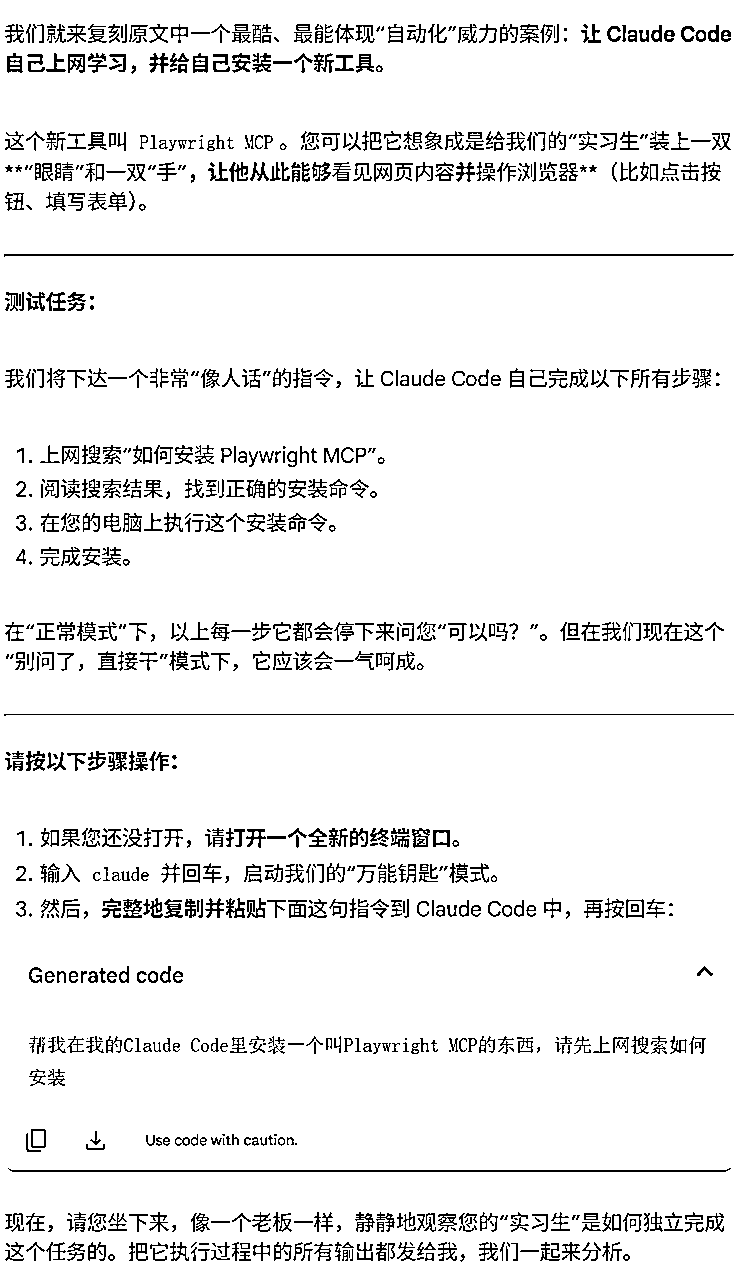 我们就来复刻原文中一个最酷、最能体现“自动化”威力的案例：让 Claude Code
自己上网学习，并给自己安装一个新工具。
这个新工具叫 Playwright MCP 。您可以把它想象成是给我们的“实习生”装上一双
**“眼睛”和一双“手”，让他从此能够看见网页内容并操作浏览器**（比如点击按
钮、填写表单）。
测试任务：
我们将下达一个非常“像人话”的指令，让 Claude Code 自己完成以下所有步骤：
1. 上网搜索“如何安装 Playwright MCP”。
2. 阅读搜索结果，找到正确的安装命令。
3. 在您的电脑上执行这个安装命令。
4. 完成安装。
在“正常模式”下，以上每一步它都会停下来问您“可以吗？”。但在我们现在这个
“别问了，直接干”模式下，它应该会一气呵成。
请按以下步骤操作：
1. 如果您还没打开，请打开一个全新的终端窗口。
2. 输入 claude 并回车，启动我们的“万能钥匙”模式。
3. 然后，完整地复制并粘贴下面这句指令到 Claude Code 中，再按回车：
Generated code
帮我在我的Claude Code里安装一个叫Playwright MCP的东西，请先上网搜索如何
安装
Use code with caution.
现在，请您坐下来，像一个老板一样，静静地观察您的“实习生”是如何独立完成
这个任务的。把它执行过程中的所有输出都发给我，我们一起来分析。